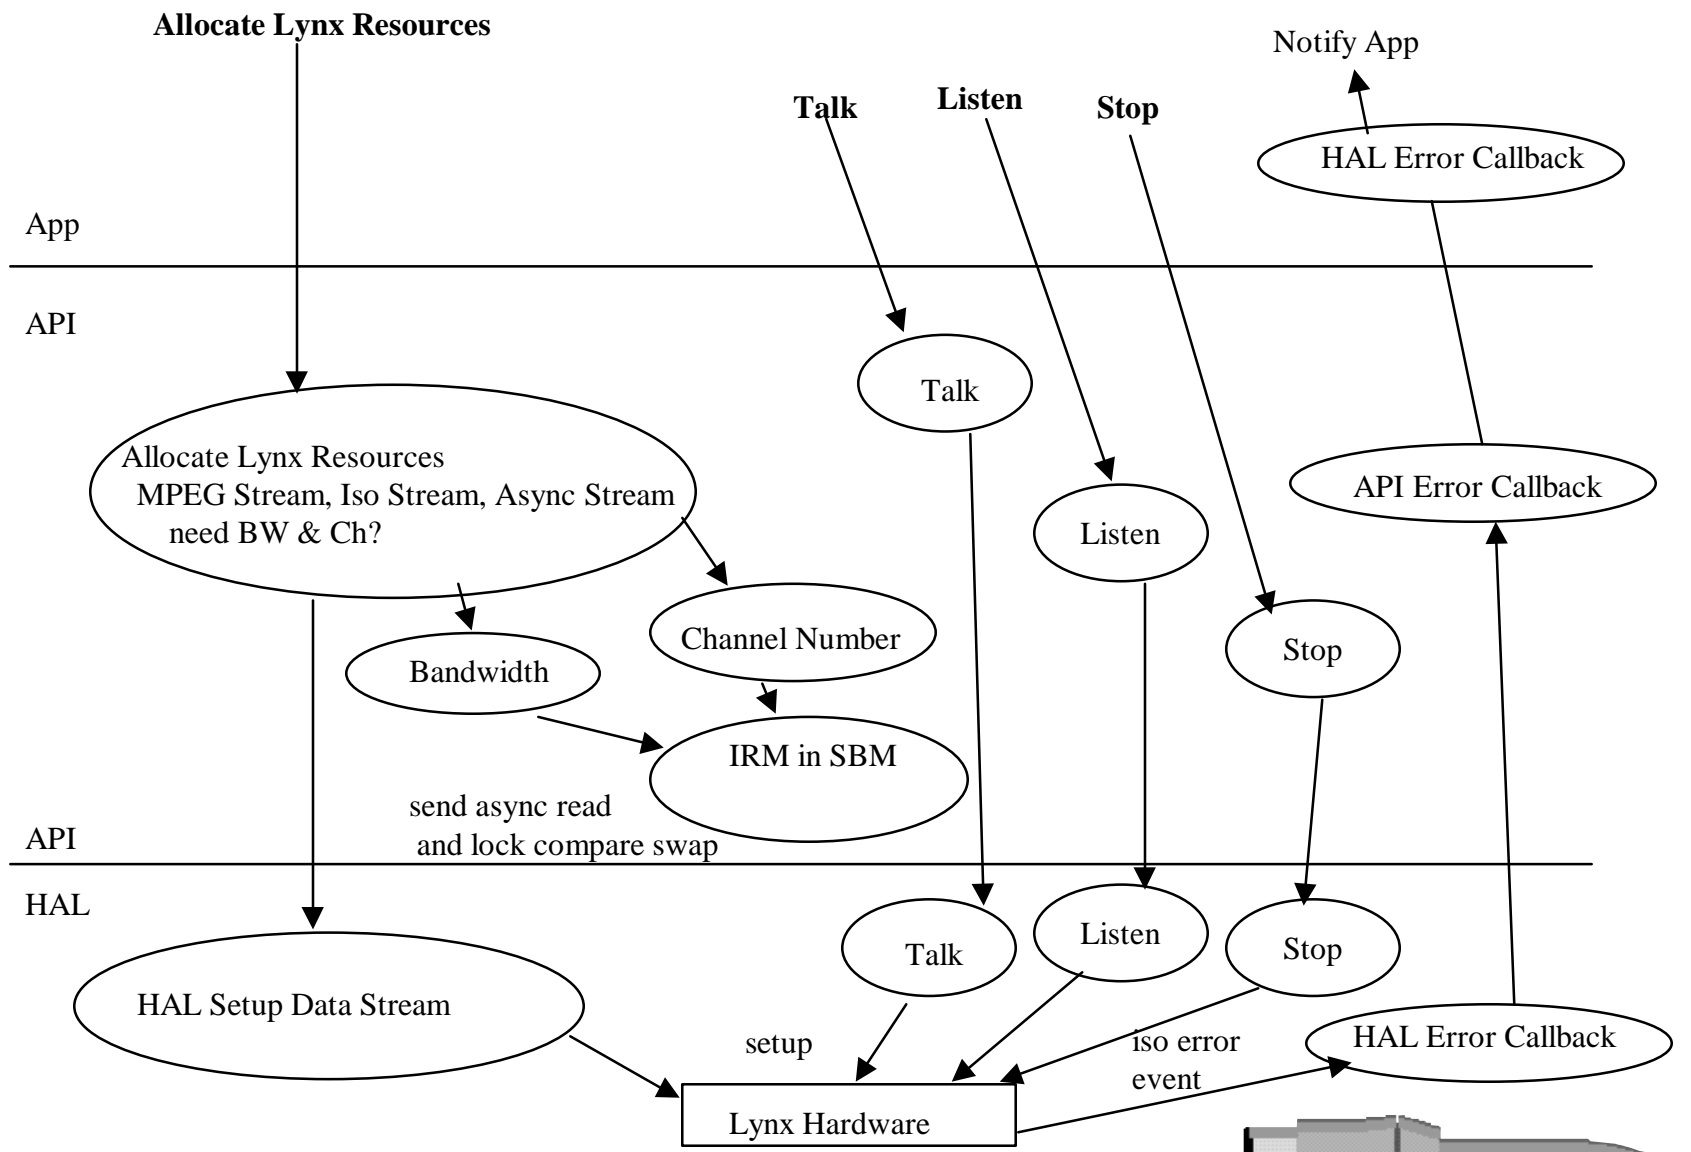 Allocate Lynx Resources
Notify App
Talk
Listen
Stop
HAL Error Callback
App
API
Talk
Allocate Lynx Resources
MPEG Stream, Iso Stream, Async Stream
need BW & Ch?
API Error Callback
Listen
Channel Number
Stop
Bandwidth
IRM in SBM
send async read
and lock compare swap
API
HAL
Talk
Listen
Stop
HAL Setup Data Stream
setup
iso error
event
HAL Error Callback
Lynx Hardware